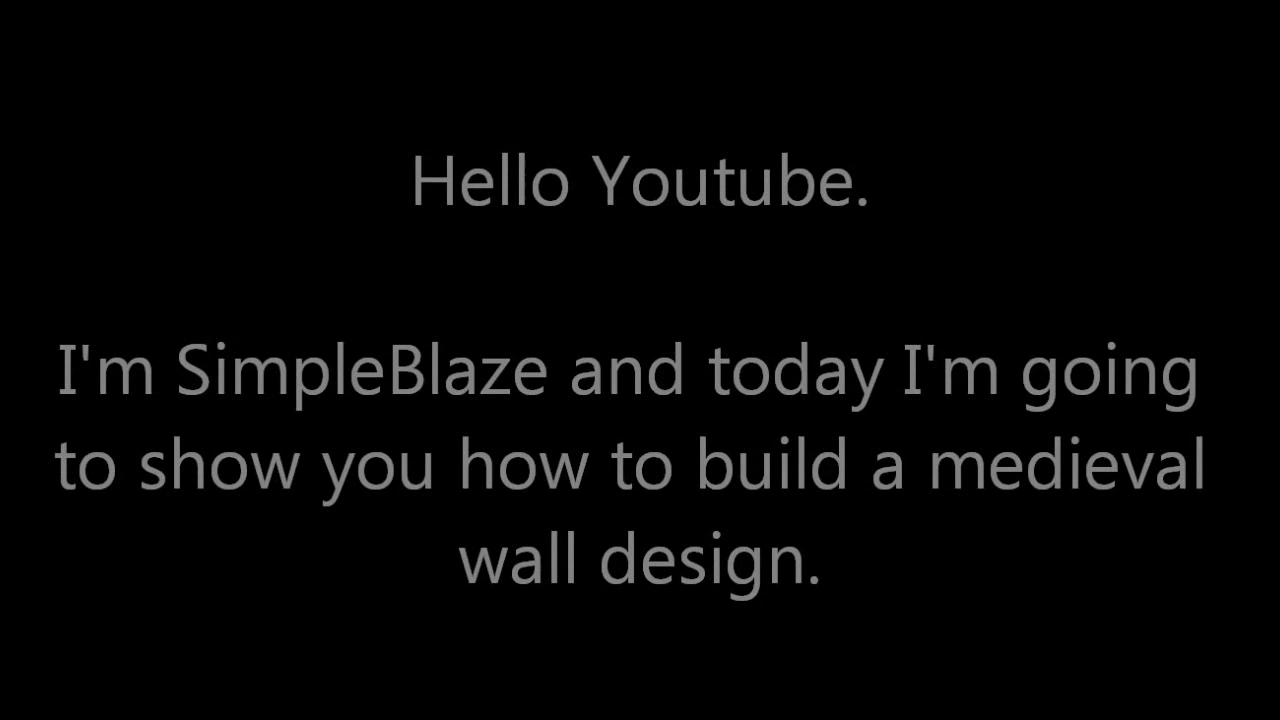 Hello Youtube.
I'm SimpleBlaze and today I'm going
to show you how to build a medieval
wall design.